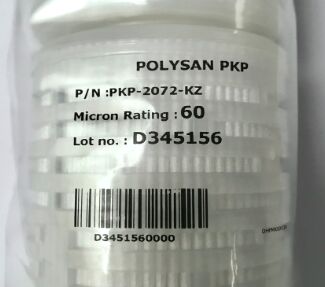 POLYSAN PKP
P/N :PKP-2072-KZ
Micron Rating : 60
Lot no. : D345156
D3451560000